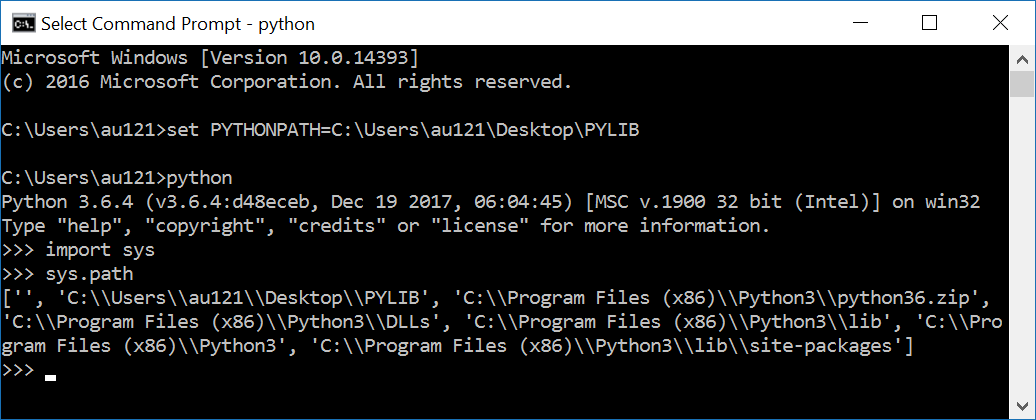 Select Command Prompt - python
Microsoft Windows [Version 10.0.14393]
(c) 2016 Microsoft Corporation. All rights reserved.
C:\Users\au121>set PYTHONPATH=C:\Users\au121\Desktop\PYLIB
C:\Users\au121>python
Python 3.6.4 (v3.6.4:d48eceb, Dec 19 2017, 06:04:45) [MSC v.1900 32 bit (Intel)] on win32
Type "help", "copyright", "credits" or "license" for more information.
>>> import sys
>>> sys.path
['', 'C:\\Users\\au121\\Desktop\\PYLIB', 'C:\\Program Files (x86)\\Python3\\python36.zip',
'C:\\Program Files (x86)\\Python3\\DLLs', 'C:\\Program Files (x86)\\Python3\\lib', 'C:\\Pro
gram Files (x86)\\Python3', 'C:\\Program Files (x86)\\Python3\\lib\\site-packages']
>>>